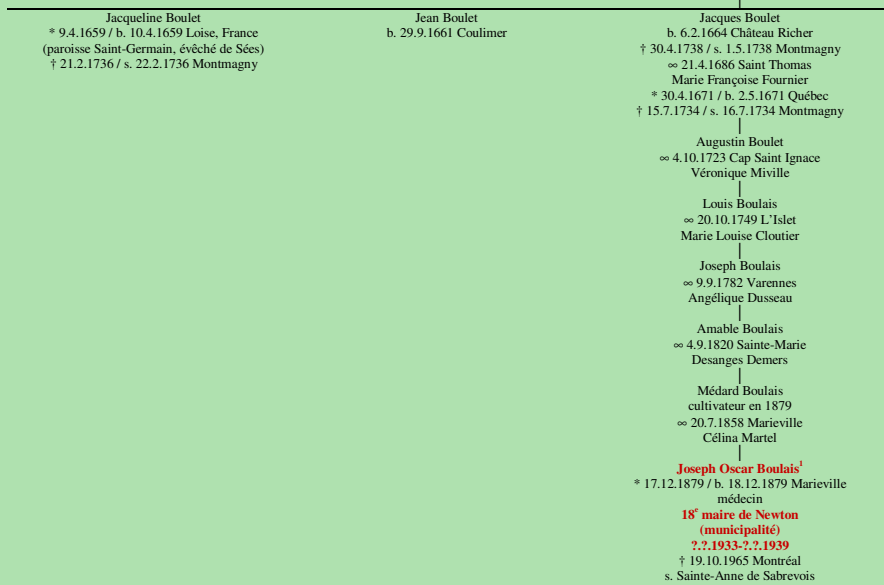 Jacqueline Boulet
* 9.4.1659 / b. 10.4.1659 Loise, France
(paroisse Saint-Germain, évêché de Sées)
† 21.2.1736 / s. 22.2.1736 Montmagny
Jean Boulet
b. 29.9.1661 Coulimer
Jacques Boulet
b. 6.2.1664 Château Richer
† 30.4.1738 / s. 1.5.1738 Montmagny
∞ 21.4.1686 Saint Thomas
Marie Françoise Fournier
* 30.4.1671 / b. 2.5.1671 Québec
† 15.7.1734 / s. 16.7.1734 Montmagny
Augustin Boulet
∞ 4.10.1723 Cap Saint Ignace
Véronique Miville
Louis Boulais
∞ 20.10.1749 L'Islet
Marie Louise Cloutier
Joseph Boulais
∞ 9.9.1782 Varennes
Angélique Dusseau
Amable Boulais
∞ 4.9.1820 Sainte-Marie
Desanges Demers
Médard Boulais
cultivateur en 1879
∞ 20.7.1858 Marieville
Célina Martel
Joseph Oscar Boulais¹
* 17.12.1879 / b. 18.12.1879 Marieville
médecin
18ᵉ maire de Newton
(municipalité)
?.?.1933-?.?.1939
† 19.10.1965 Montréal
s. Sainte-Anne de Sabrevois